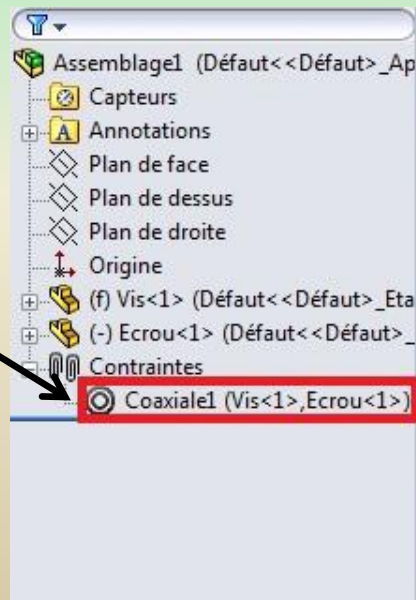 Assemblage1 (Défaut<<Défaut>_Ap
Capteurs
A Annotations
Plan de face
Plan de dessus
Plan de droite
Origine
(f) Vis<1> (Défaut<<Défaut>_Eta
(-) Ecrou<1> (Défaut<<Défaut>_
Contraintes
Coaxiale1 (Vis<1>,Ecrou<1>)